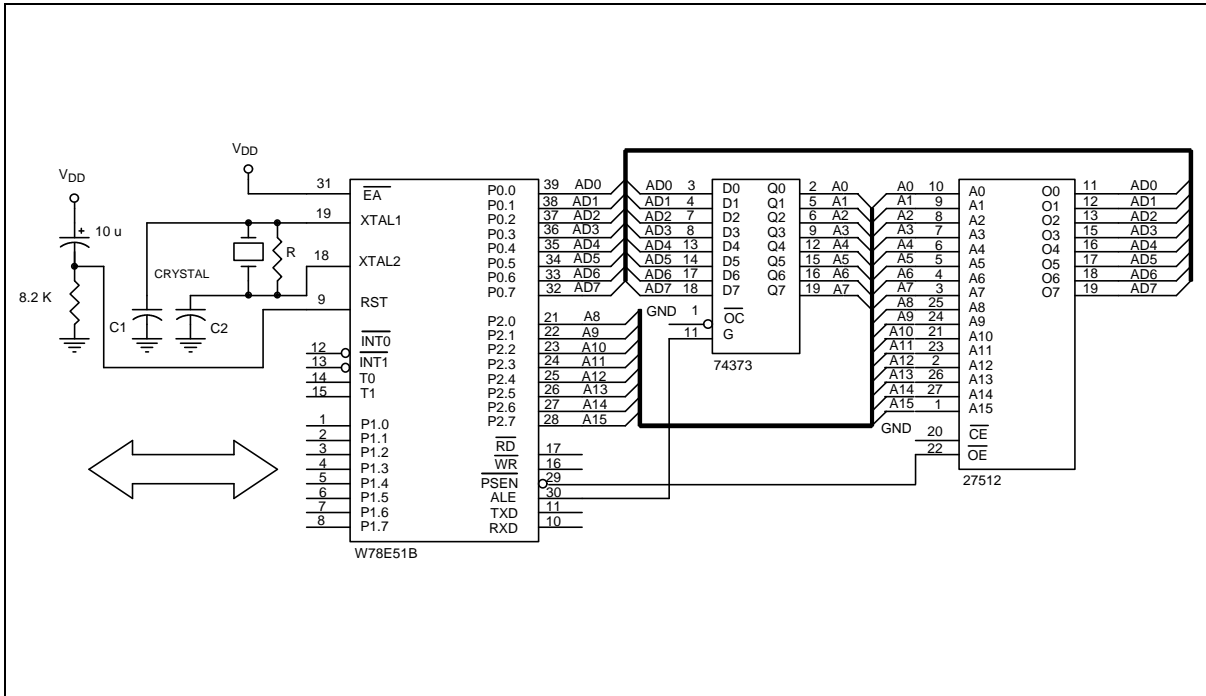 VDD
VDD
10 u
8.2 K
C1
CRYSTAL
C2
R
31 EA
19 XTAL1
18 XTAL2
9 RST
12 INT0
13 INT1
14 T0
15 T1
1 P1.0
2 P1.1
3 P1.2
4 P1.3
5 P1.4
6 P1.5
7 P1.6
8 P1.7
P0.0 39 AD0
P0.1 38 AD1
P0.2 37 AD2
P0.3 36 AD3
P0.4 35 AD4
P0.5 34 AD5
P0.6 33 AD6
P0.7 32 AD7
P2.0 21 A8
P2.1 22 A9
P2.2 23 A10
P2.3 24 A11
P2.4 25 A12
P2.5 26 A13
P2.6 27 A14
P2.7 28 A15
RD 17
WR 16
PSEN 29
ALE 30
TXD 11
RXD 10
W78E51B
AD0 3 D0 Q0 2 A0
AD1 4 D1 Q1 5 A1
AD2 7 D2 Q2 6 A2
AD3 8 D3 Q3 9 A3
AD4 13 D4 Q4 12 A4
AD5 14 D5 Q5 15 A5
AD6 17 D6 Q6 16 A6
AD7 18 D7 Q7 19 A7
GND 1 OC
11 G
74373
A0 10 A0 O0 11 AD0
A1 9 A1 O1 12 AD1
A2 8 A2 O2 13 AD2
A3 7 A3 O3 15 AD3
A4 6 A4 O4 16 AD4
A5 5 A5 O5 17 AD5
A6 4 A6 O6 18 AD6
A7 3 A7 O7 19 AD7
A8 25 A8
A9 24 A9
A10 21 A10
A11 23 A11
A12 2 A12
A13 26 A13
A14 27 A14
A15 1 A15
GND 20 CE
22 OE
27512